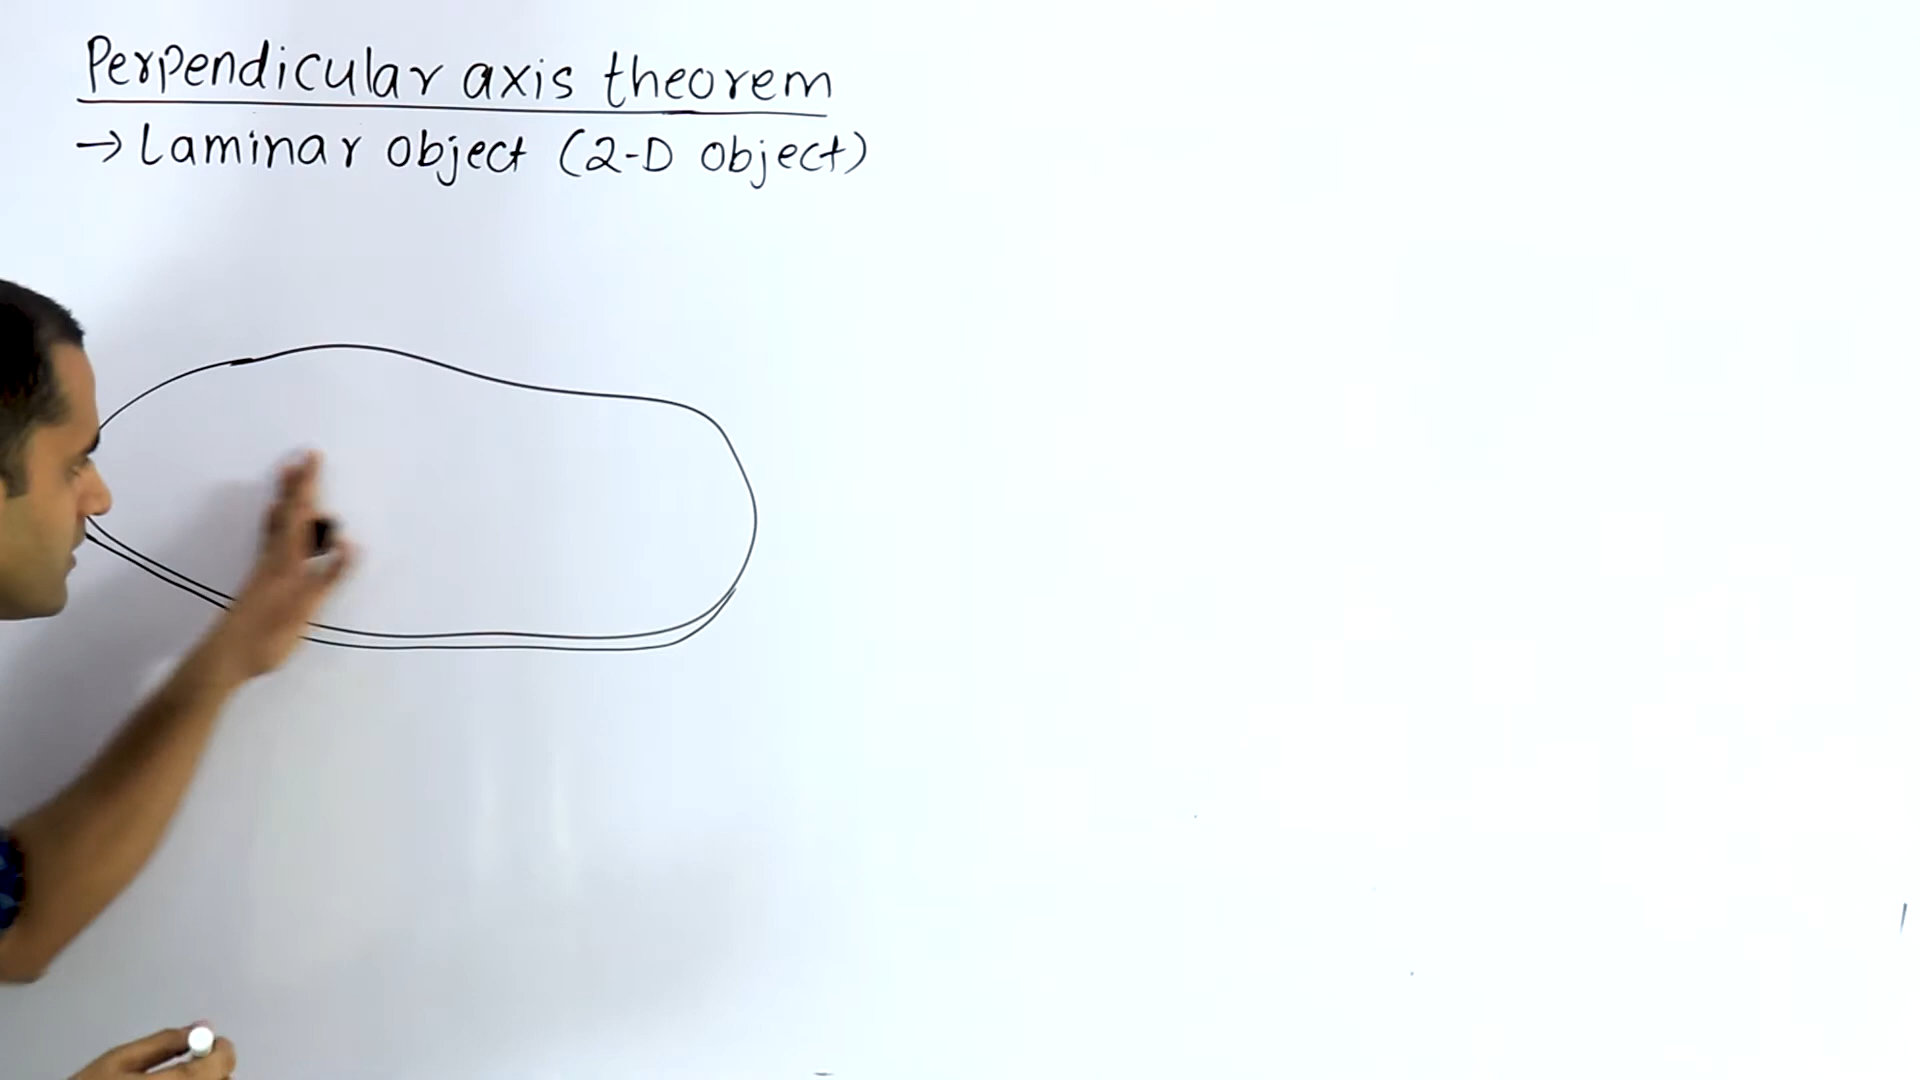 Perpendicular axis theorem
→ Laminar object (2-D object)